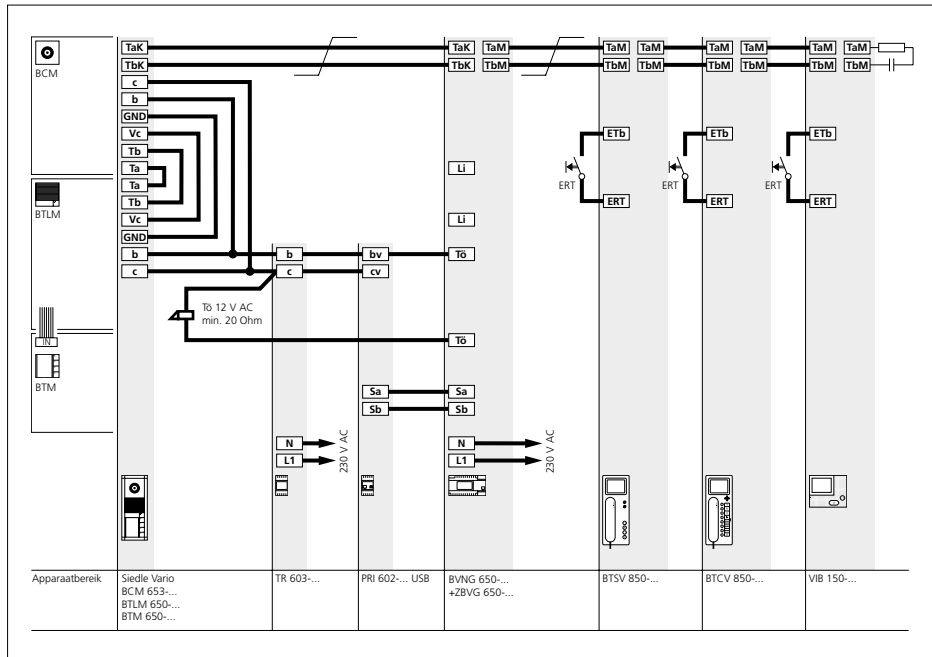 BCM
BTLM
IN
BTM
TaK
TbK
c
b
GND
Vc
Tb
Ta
Ta
Tb
Vc
GND
b
c
Tö 12 V AC
min. 20 Ohm
b
c
N
L1
230 V AC
bv
cv
Sa
Sb
TaK TaM
TbK TbM
Li
Li
Tö
Tö
Sa
Sb
N
L1
230 V AC
TaM TaM
TbM TbM
ETb
ERT
ERT
TaM TaM
TbM TbM
ETb
ERT
ERT
TaM TaM
TbM TbM
ETb
ERT
ERT
Apparaatbereik
Siedle Vario
BCM 653-...
BTLM 650-...
BTM 650-...
TR 603-...
PRI 602-... USB
BVNG 650-...
+ZBVG 650-...
BTSV 850-...
BTCV 850-...
VIB 150-...